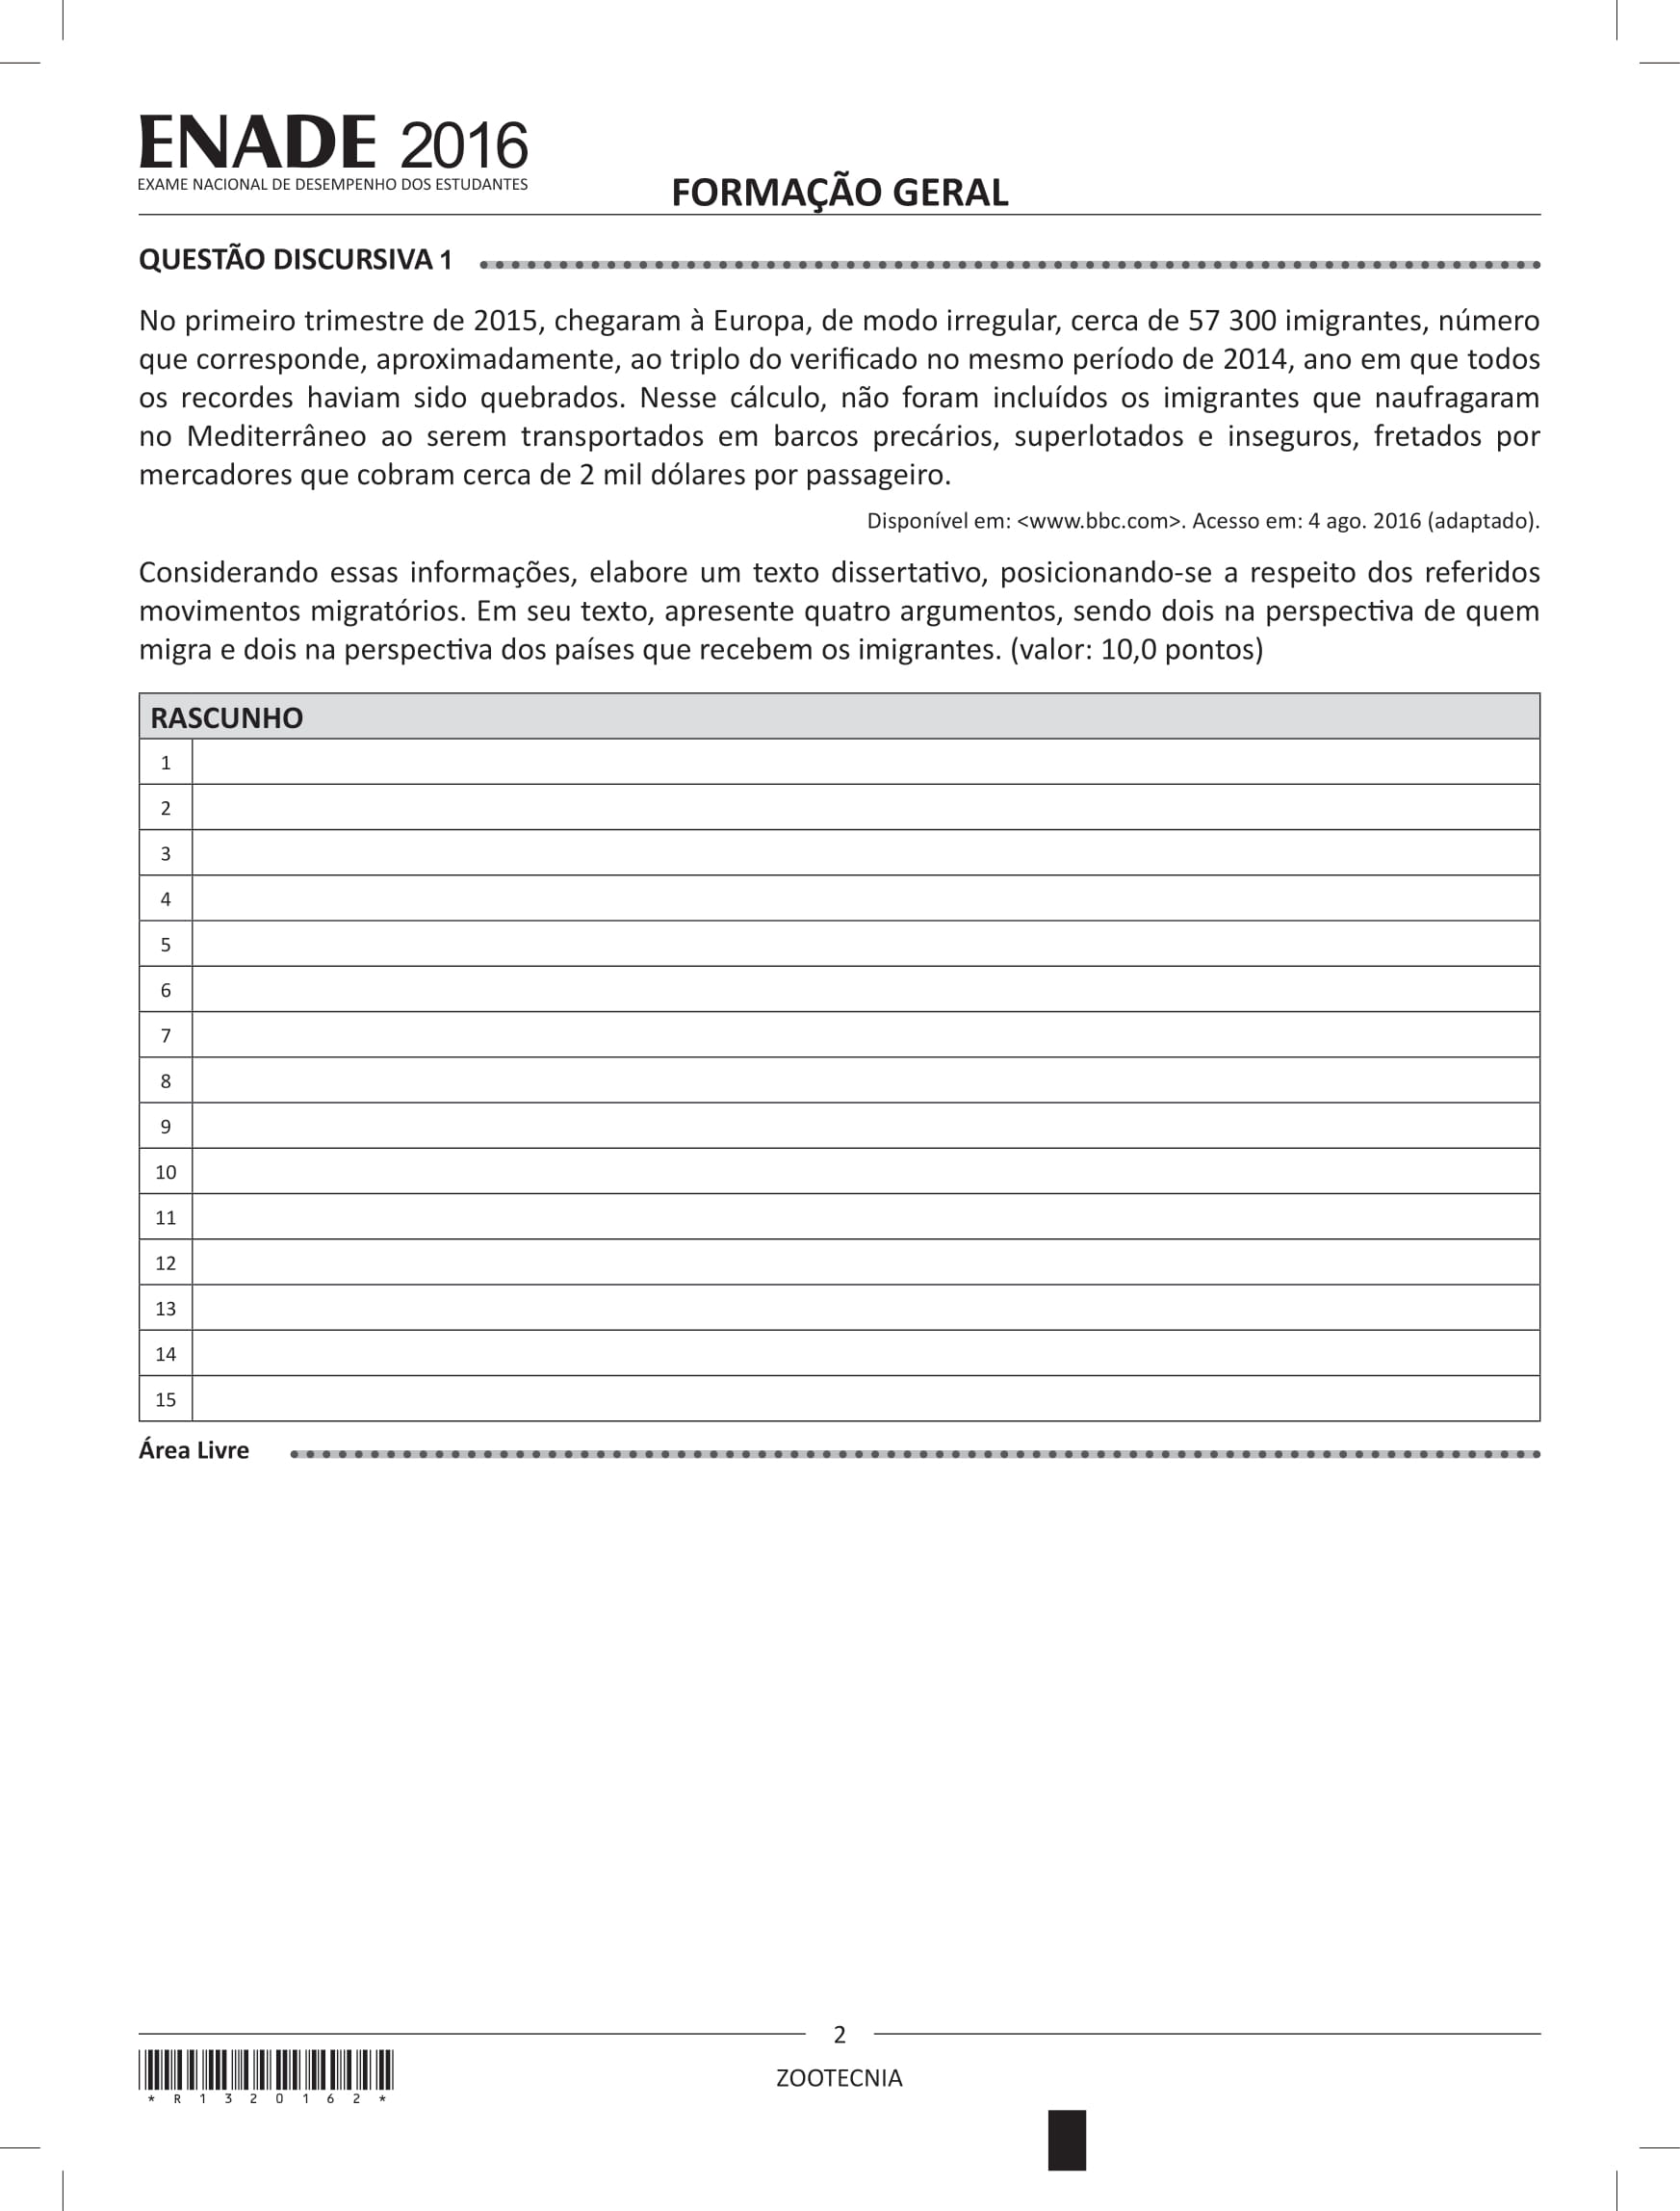 ENADE 2016
EXAME NACIONAL DE DESEMPENHO DOS ESTUDANTES
FORMAÇÃO GERAL
QUESTÃO DISCURSIVA 1
No primeiro trimestre de 2015, chegaram à Europa, de modo irregular, cerca de 57 300 imigrantes, número
que corresponde, aproximadamente, ao triplo do verificado no mesmo período de 2014, ano em que todos
os recordes haviam sido quebrados. Nesse cálculo, não foram incluídos os imigrantes que naufragaram
no Mediterrâneo ao serem transportados em barcos precários, superlotados e inseguros, fretados por
mercadores que cobram cerca de 2 mil dólares por passageiro.
Disponível em: <www.bbc.com>. Acesso em: 4 ago. 2016 (adaptado).
Considerando essas informações, elabore um texto dissertativo, posicionando-se a respeito dos referidos
movimentos migratórios. Em seu texto, apresente quatro argumentos, sendo dois na perspectiva de quem
migra e dois na perspectiva dos países que recebem os imigrantes. (valor: 10,0 pontos)
RASCUNHO
1
2
3
4
5
6
7
8
9
10
11
12
13
14
15
Área Livre
2
ZOOTECNIA
* R 1 3 2 0 1 6 2 *